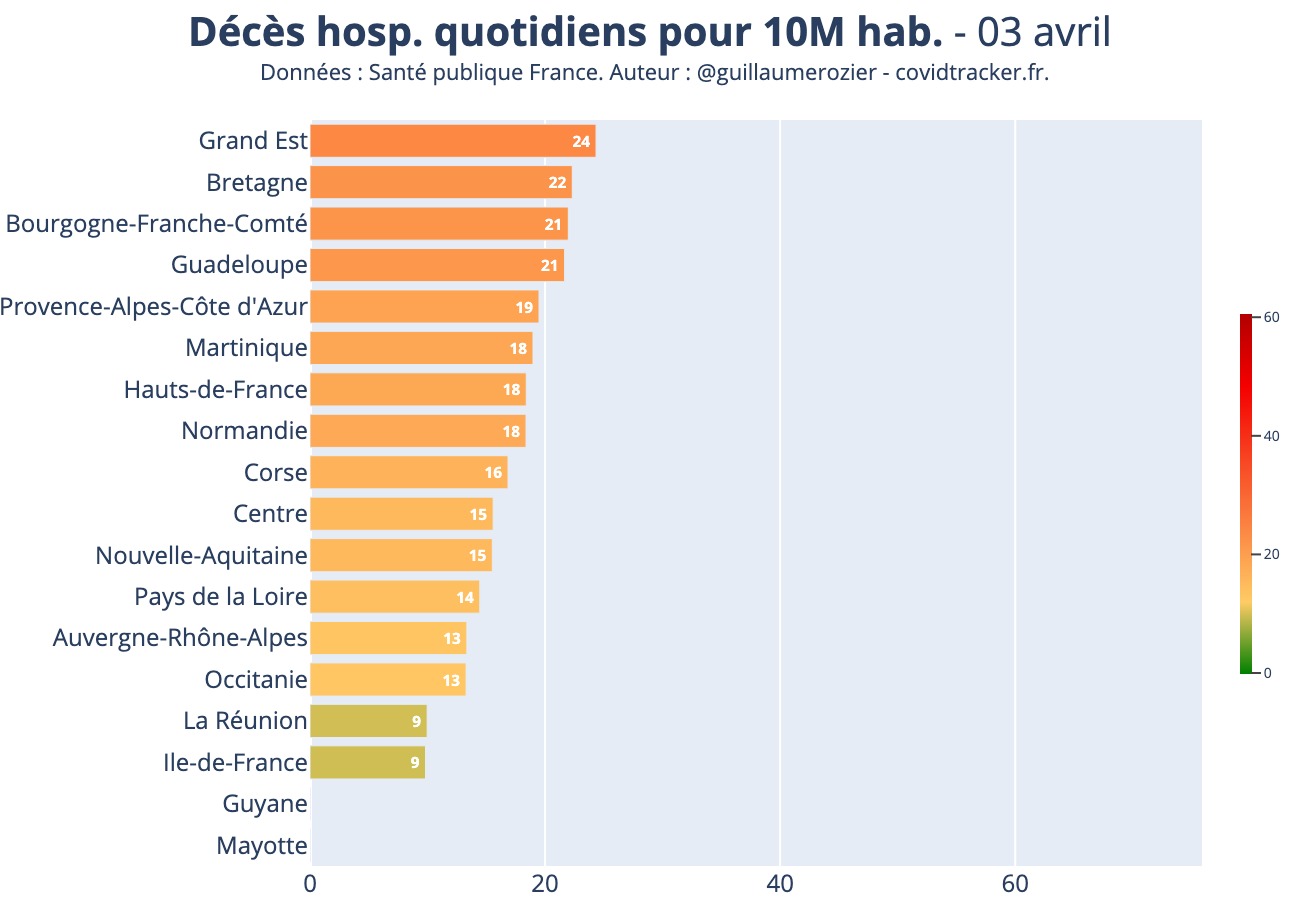 Décès hosp. quotidiens pour 10M hab. - 03 avril
Données : Santé publique France. Auteur : @guillaumerozier - covidtracker.fr.
Grand Est 24
Bretagne 22
Bourgogne-Franche-Comté 21
Guadeloupe 21
Provence-Alpes-Côte d'Azur 19
Martinique 18
Hauts-de-France 18
Normandie 18
Corse 16
Centre 15
Nouvelle-Aquitaine 15
Pays de la Loire 14
Auvergne-Rhône-Alpes 13
Occitanie 13
La Réunion 9
Ile-de-France 9
Guyane
Mayotte
0 20 40 60
60
40
20
0